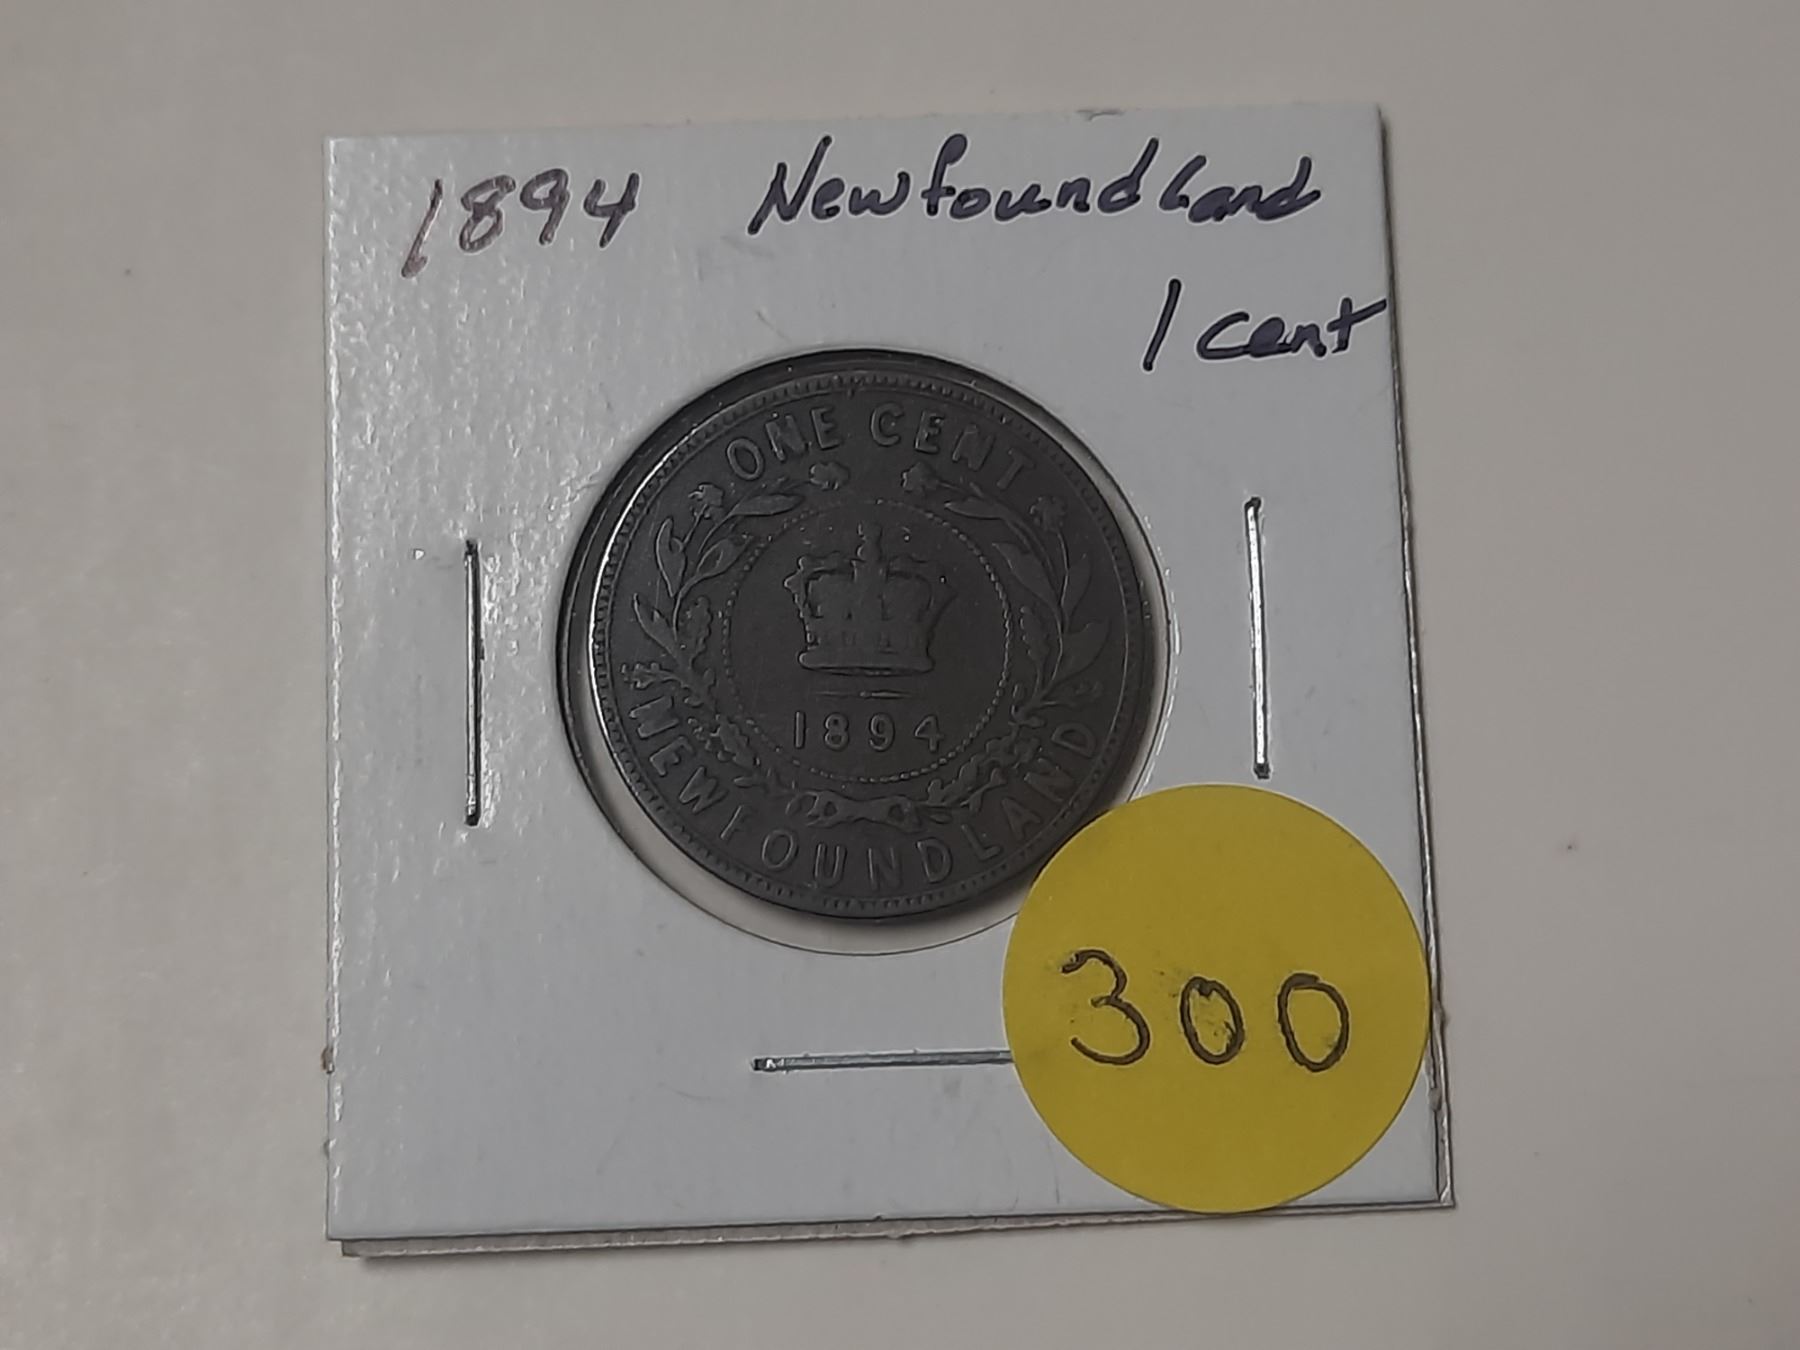 1894 Newfoundland
1 cent
ONE CENT
1894
NEWFOUNDLAND
300